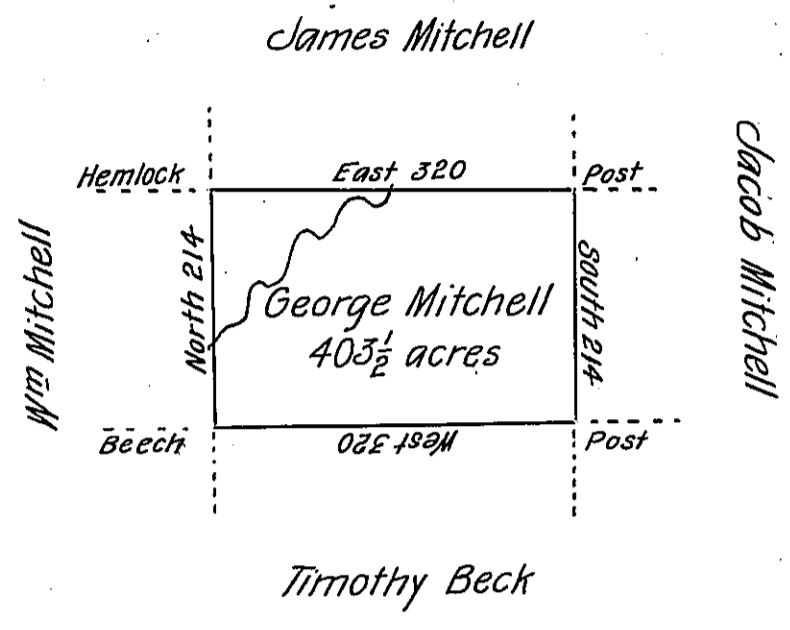 James Mitchell
Hemlock
East 320
Post
Jacob Mitchell
Wm Mitchell
North 214
George Mitchell
403½ acres
South 214
Beech
West 320
Post
Timothy Beck